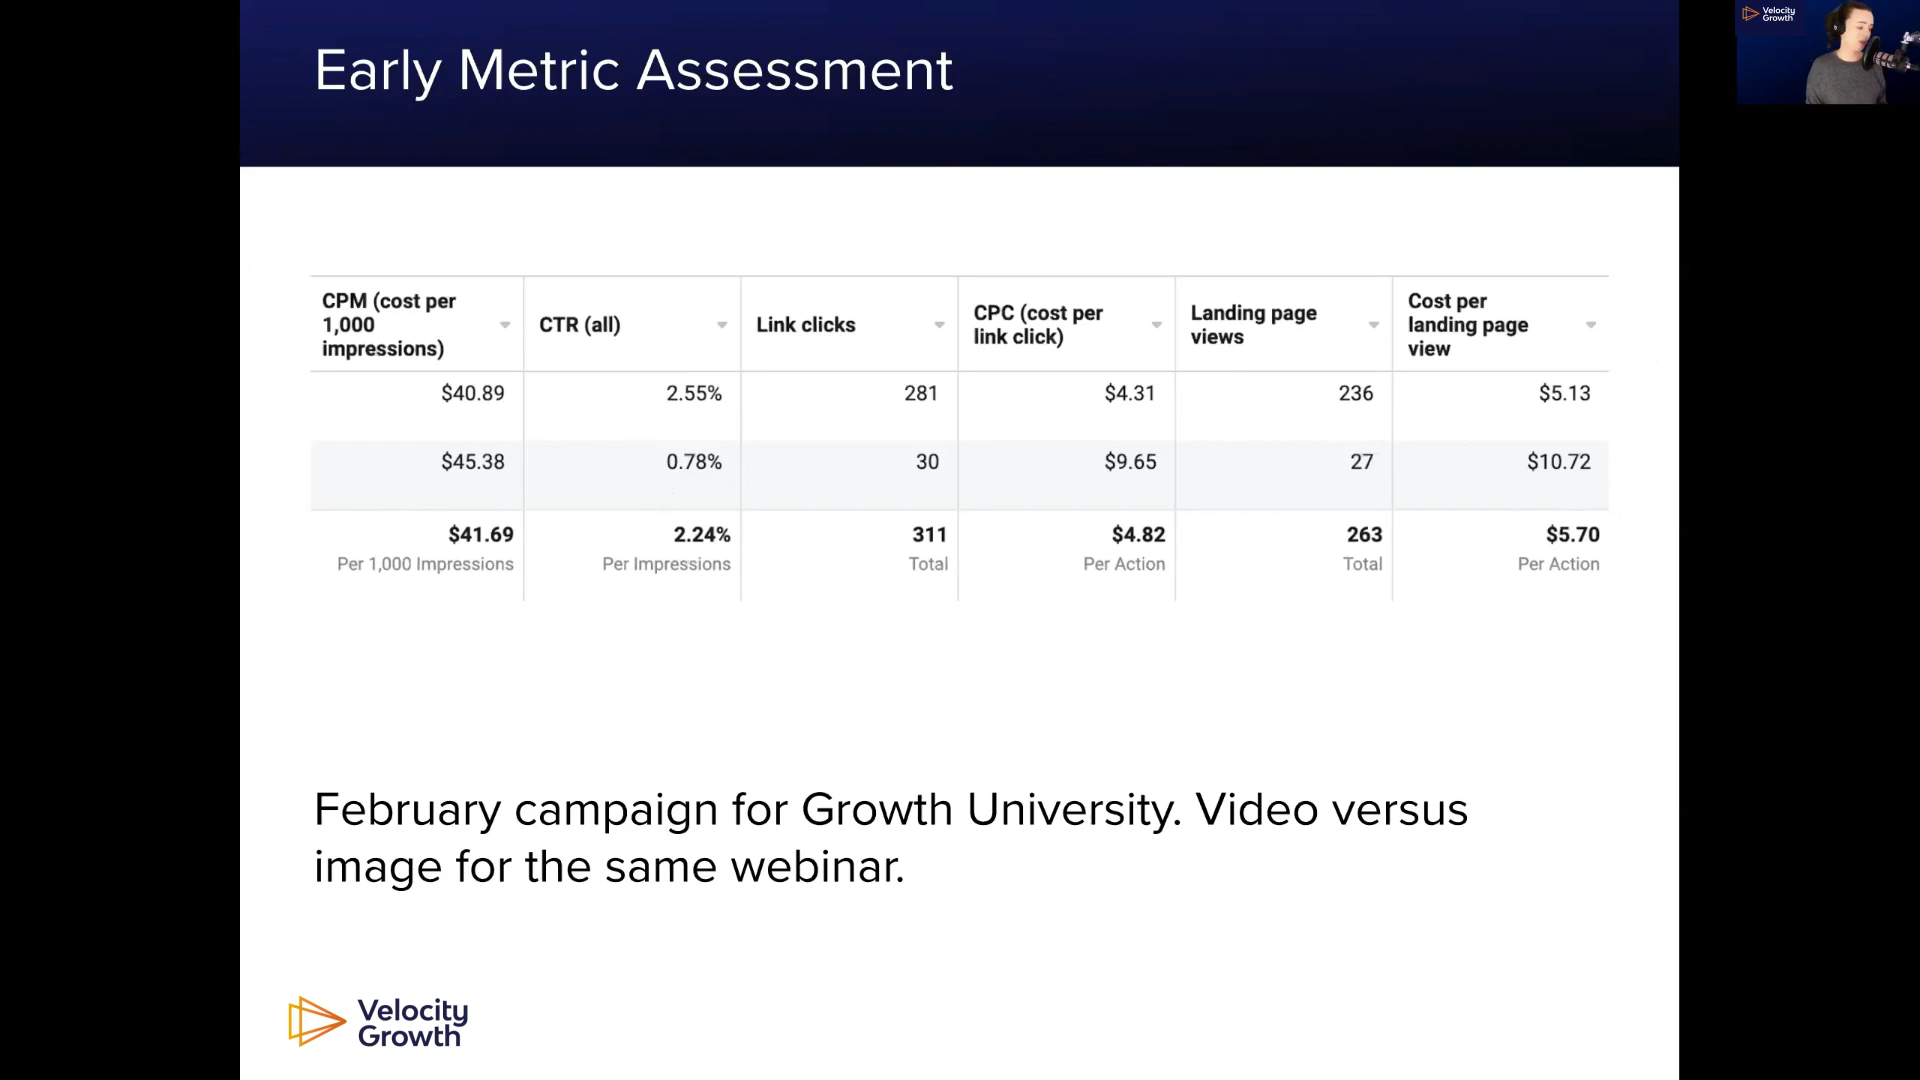 Early Metric Assessment
Velocity
Growth
CPM (cost per
1,000
impressions)
CTR (all)
Link clicks
CPC (cost per
link click)
Landing page
views
Cost per
landing page
view
$40.89 2.55% 281 $4.31 236 $5.13
$45.38 0.78% 30 $9.65 27 $10.72
$41.69 2.24% 311 $4.82 263 $5.70
Per 1,000 Impressions Per Impressions Total Per Action Total Per Action
February campaign for Growth University. Video versus
image for the same webinar.
Velocity
Growth